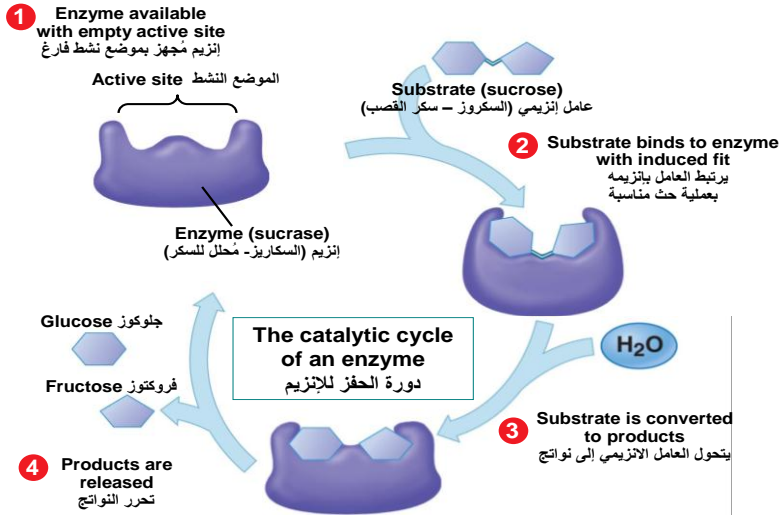 1 Enzyme available
with empty active site
إنزيم مُجهز بموضع نشط فارغ
Active site الموضع النشط
Substrate (sucrose)
عامل إنزيمي (السكروز – سكر القصب)
2 Substrate binds to enzyme
with induced fit
يرتبط العامل بإنزيمه
بعملية حث مناسبة
Enzyme (sucrase)
إنزيم (السكاريز- مُحلل للسكر)
Glucose جلوكوز
Fructose فروكتوز
The catalytic cycle
of an enzyme
دورة الحفز للإنزيم
H2O
3 Substrate is converted
to products
يتحول العامل الانزيمي إلى نواتج
4 Products are
released
تحرر النواتج